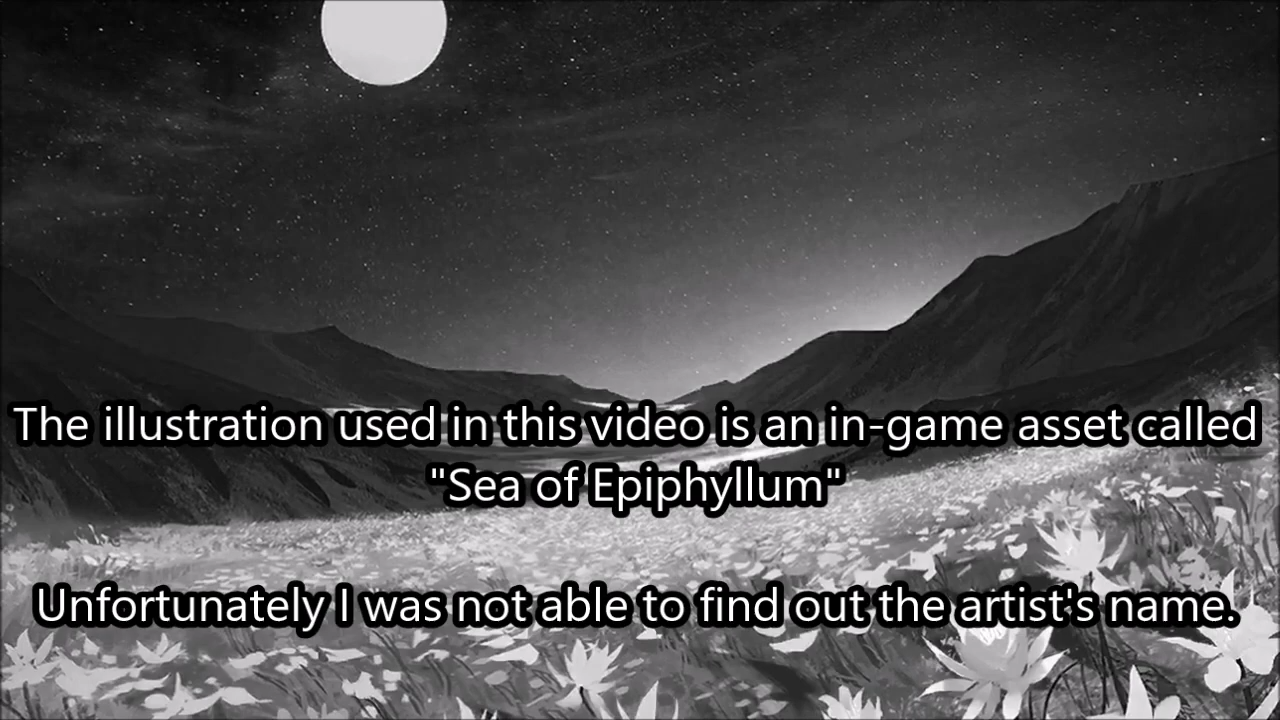 The illustration used in this video is an in-game asset called
"Sea of Epiphyllum"
Unfortunately I was not able to find out the artist's name.